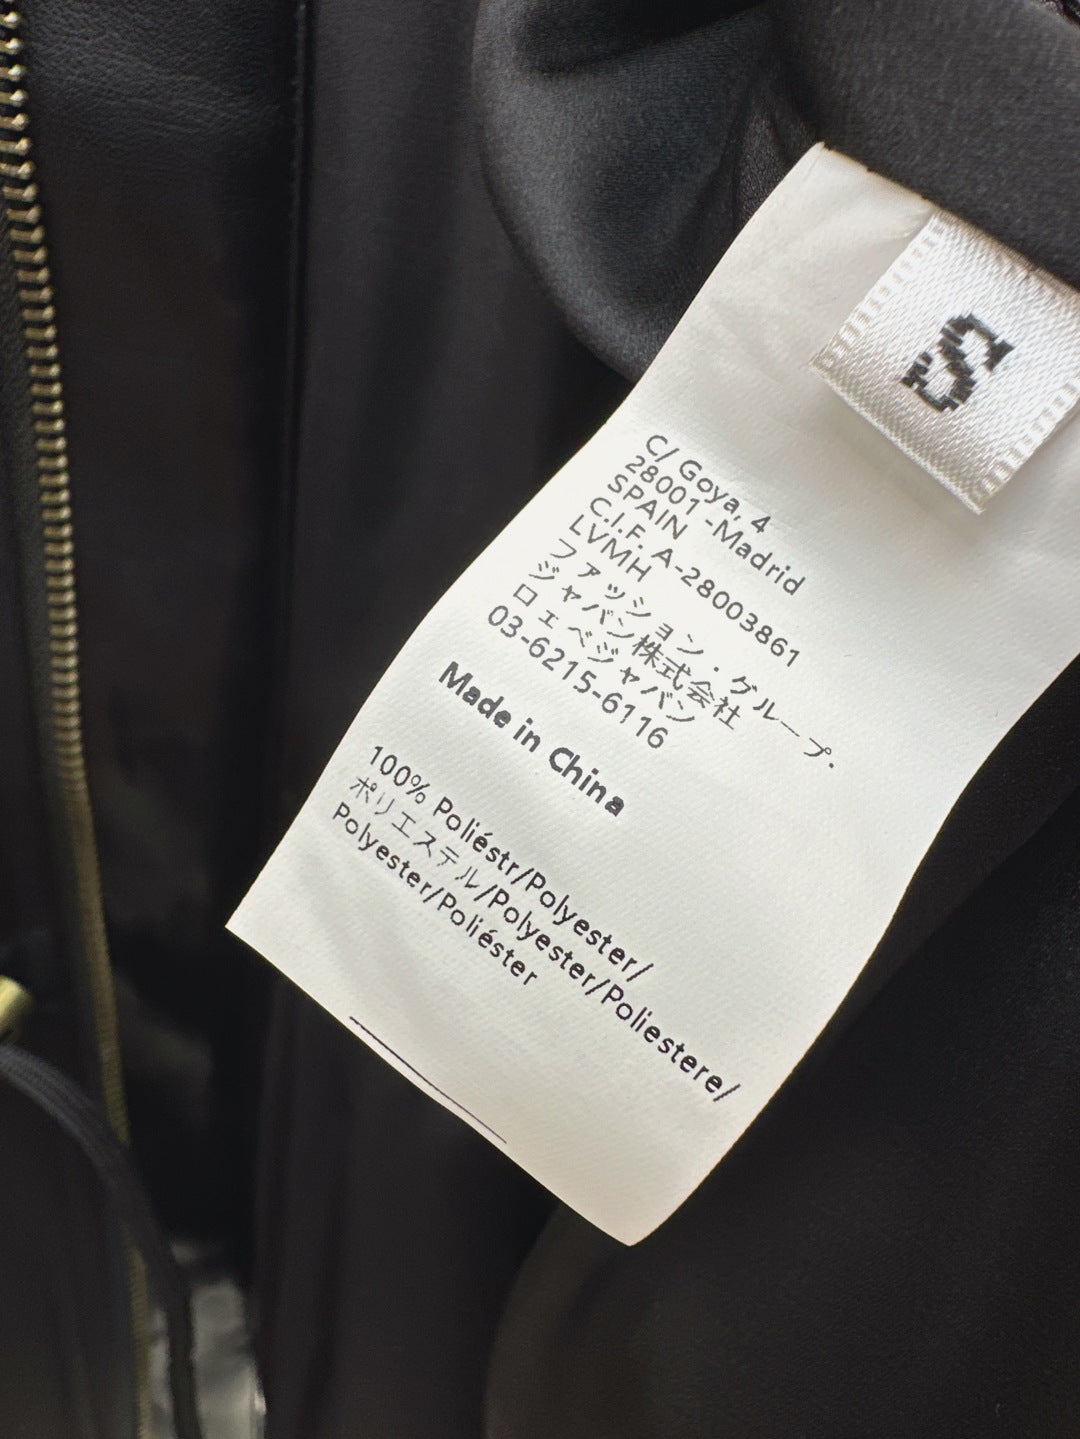 S
C/ Goya, 4
28001 -Madrid
SPAIN
C.I.F. A-28003861
LVMH
ファッション・グループ.
ジャパン株式会社
ロエベジャパン
03-6215-6116
Made in China
100% Poliéstr/Polyester/
ポリエステル/Polyester/Poliestere/
Polyester/Poliéster